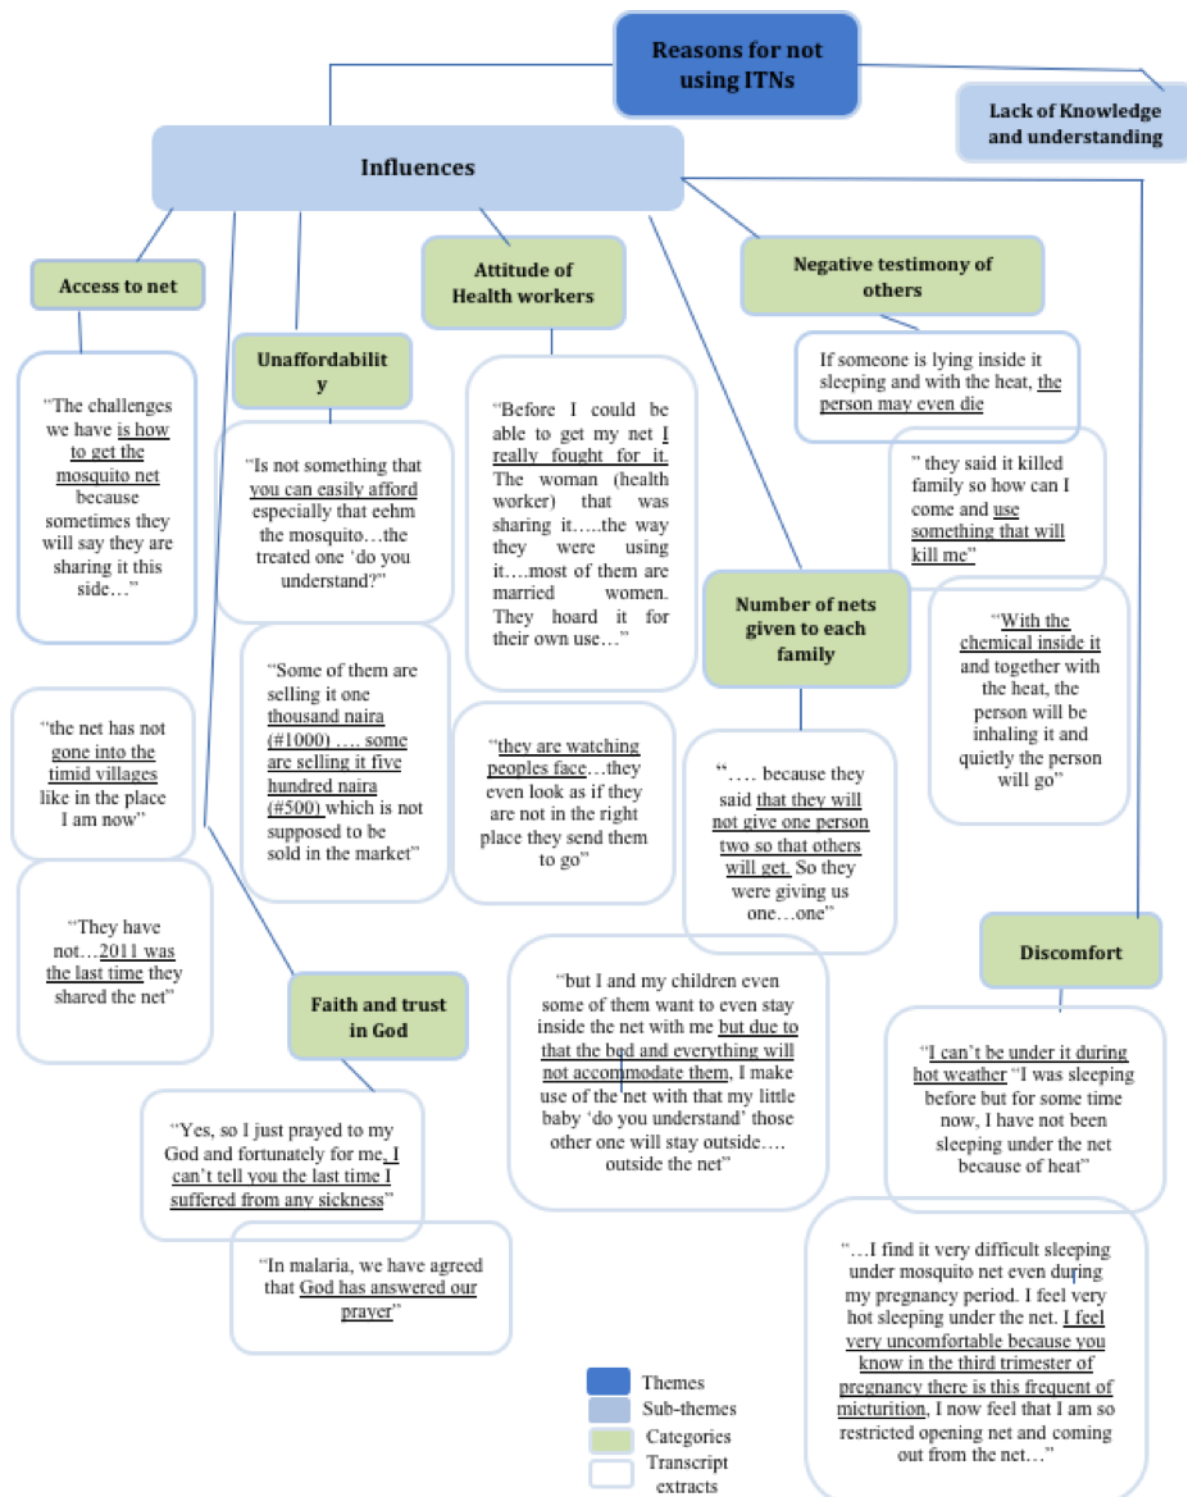 Reasons for not
using ITNs
Lack of Knowledge
and understanding
Influences
Access to net
“The challenges
we have is how
to get the
mosquito net
because
sometimes they
will say they are
sharing it this
side…”
“the net has not
gone into the
timid villages
like in the place
I am now”
“They have
not…2011 was
the last time they
shared the net”
Unaffordabilit
y
“Is not something that
you can easily afford
especially that eehm
the mosquito…the
treated one ‘do you
understand?”
“Some of them are
selling it one
thousand naira
(#1000) …. some
are selling it five
hundred naira
(#500) which is not
supposed to be
sold in the market”
Faith and trust
in God
“Yes, so I just prayed to my
God and fortunately for me, I
can’t tell you the last time I
suffered from any sickness”
“In malaria, we have agreed
that God has answered our
prayer”
Attitude of
Health workers
“Before I could be
able to get my net I
really fought for it.
The woman (health
worker) that was
sharing it…..the way
they were using
it….most of them are
married women.
They hoard it for
their own use…”
“they are watching
peoples face…they
even look as if they
are not in the right
place they send them
to go”
Number of nets
given to each
family
“…. because they
said that they will
not give one person
two so that others
will get. So they
were giving us
one…one”
“but I and my children even
some of them want to even stay
inside the net with me but due to
that the bed and everything will
not accommodate them, I make
use of the net with that my little
baby ‘do you understand’ those
other one will stay outside….
outside the net”
Negative testimony of
others
If someone is lying inside it
sleeping and with the heat, the
person may even die
” they said it killed
family so how can I
come and use
something that will
kill me”
“With the
chemical inside it
and together with
the heat, the
person will be
inhaling it and
quietly the person
will go”
Discomfort
“I can’t be under it during
hot weather “I was sleeping
before but for some time
now, I have not been
sleeping under the net
because of heat”
“…I find it very difficult sleeping
under mosquito net even during
my pregnancy period. I feel very
hot sleeping under the net. I feel
very uncomfortable because you
know in the third trimester of
pregnancy there is this frequent of
micturition, I now feel that I am so
restricted opening net and coming
out from the net…”
Themes
Sub-themes
Categories
Transcript
extracts